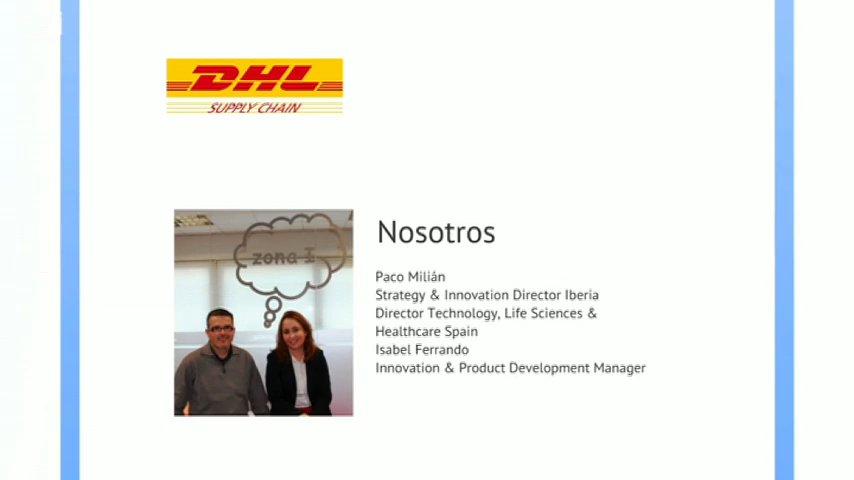 DHL
SUPPLY CHAIN
zona I
Nosotros
Paco Milián
Strategy & Innovation Director Iberia
Director Technology, Life Sciences &
Healthcare Spain
Isabel Ferrando
Innovation & Product Development Manager